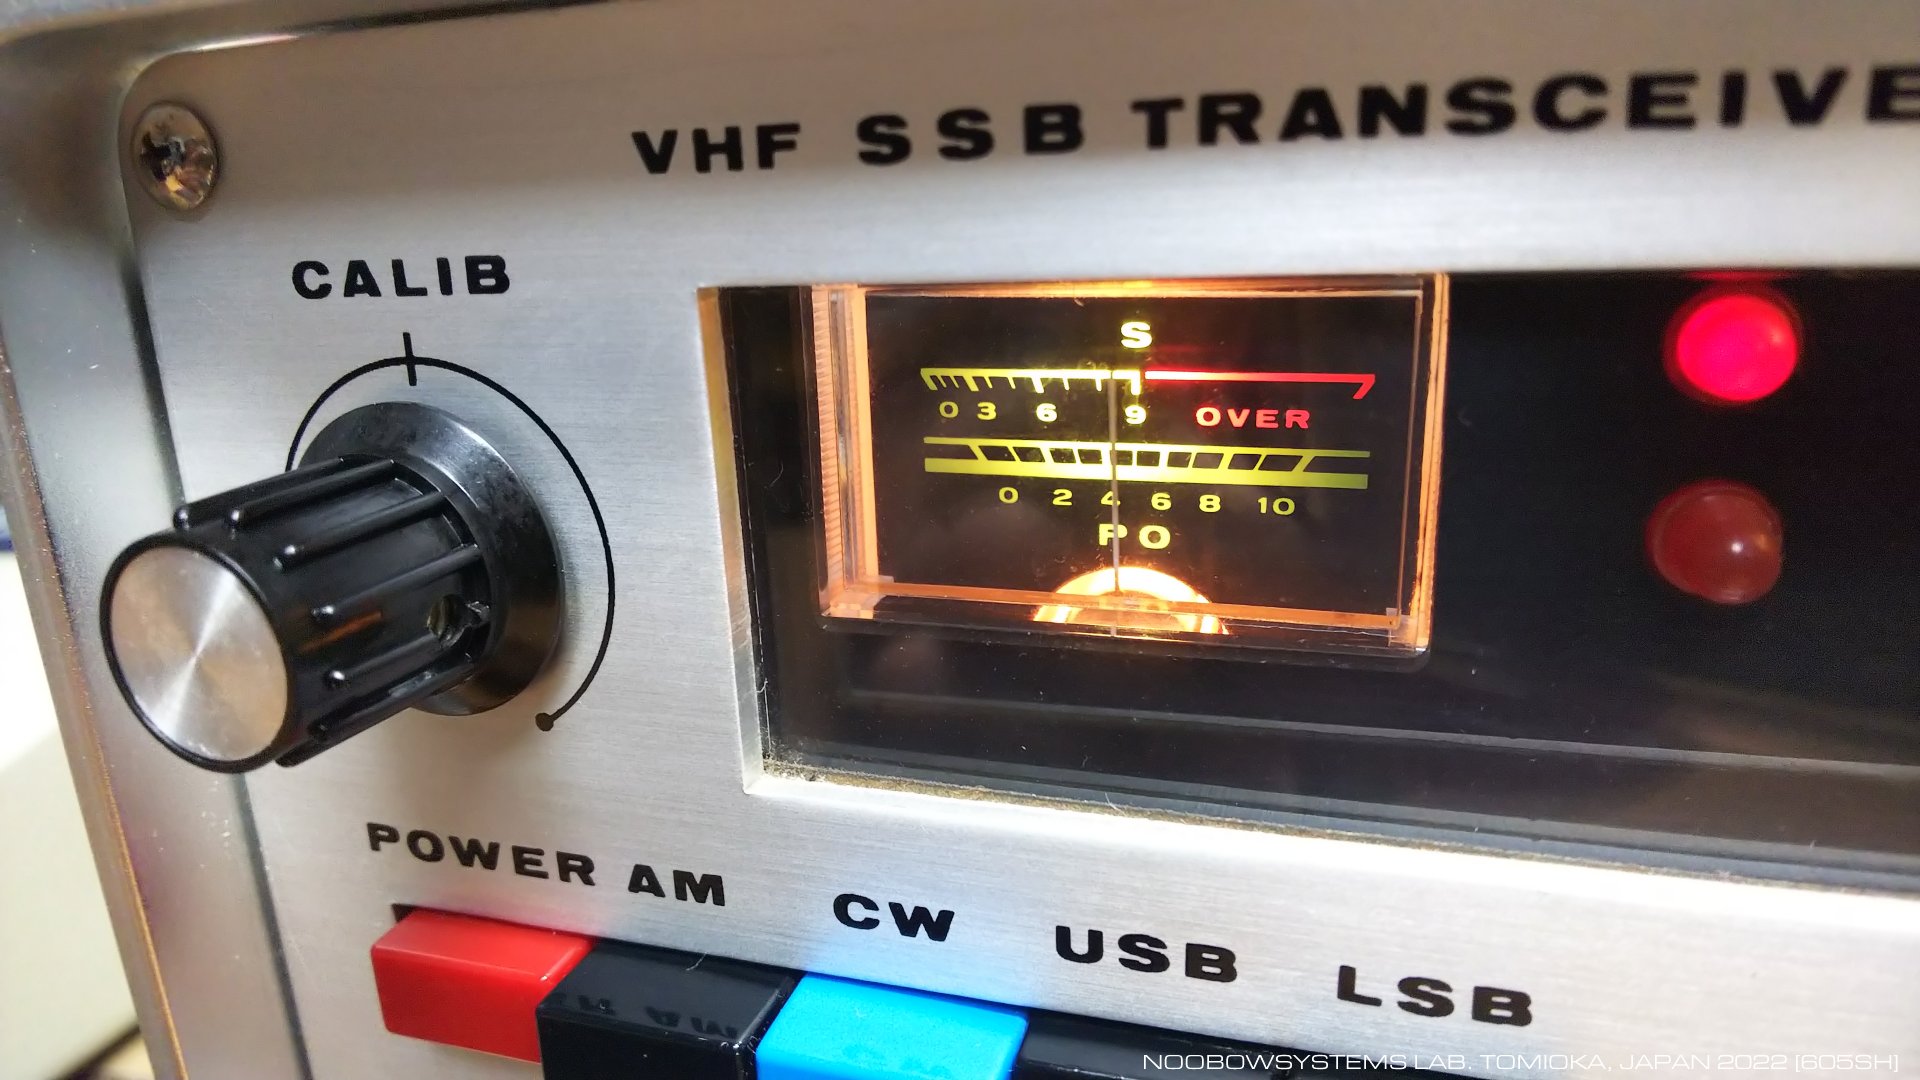 VHF SSB TRANSCEIVE
CALIB
S
0 3 6 9 OVER
0 2 4 6 8 10
PO
POWER AM CW USB LSB
NOOBOWSYSTEMS LAB. TOMIOKA, JAPAN 2022 [605SH]